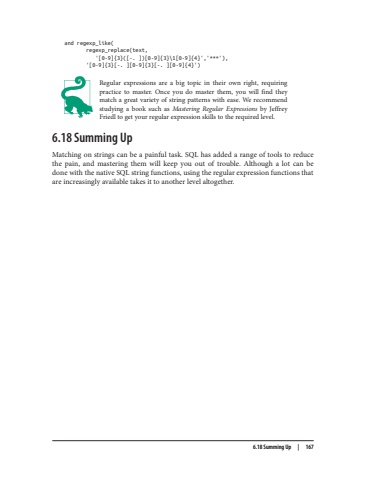 and regexp_like(
regexp_replace(text,
'[0-9]{3}([-. ])[0-9]{3}\1[0-9]{4}','***'),
'[0-9]{3}[-. ][0-9]{3}[-. ][0-9]{4}')
Regular expressions are a big topic in their own right, requiring
practice to master. Once you do master them, you will find they
match a great variety of string patterns with ease. We recommend
studying a book such as Mastering Regular Expressions by Jeffrey
Friedl to get your regular expression skills to the required level.
6.18 Summing Up
Matching on strings can be a painful task. SQL has added a range of tools to reduce
the pain, and mastering them will keep you out of trouble. Although a lot can be
done with the native SQL string functions, using the regular expression functions that
are increasingly available takes it to another level altogether.
6.18 Summing Up | 167